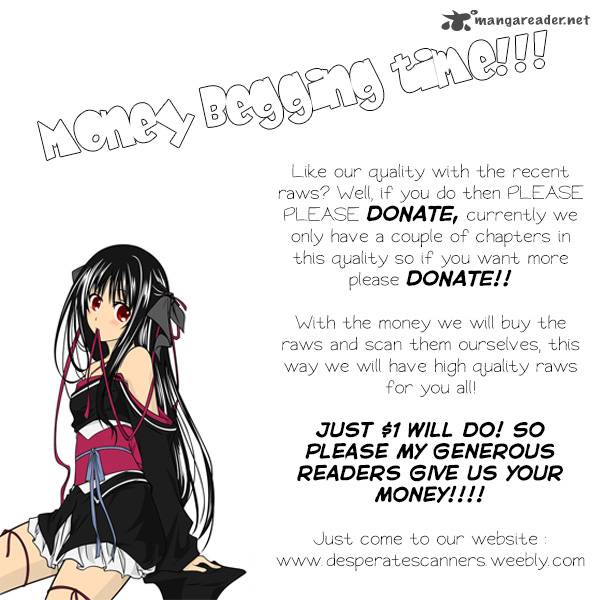 mangareader.net
Money Begging time!!!
Like our quality with the recent
raws? Well, if you do then PLEASE
PLEASE DONATE, currently we
only have a couple of chapters in
this quality so if you want more
please DONATE!!
With the money we will buy the
raws and scan them ourselves, this
way we will have high quality raws
for you all!
JUST $1 WILL DO! SO
PLEASE MY GENEROUS
READERS GIVE US YOUR
MONEY!!!!
Just come to our website :
www.desperatescanners.weebly.com